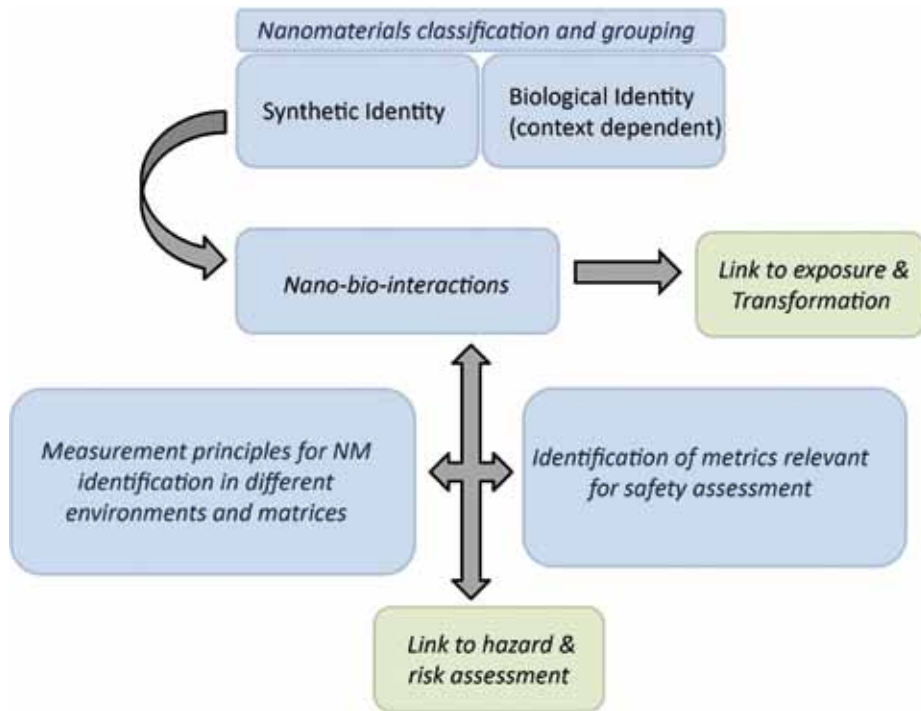 Nanomaterials classification and grouping
Synthetic Identity
Biological Identity
(context dependent)
Nano-bio-interactions
Link to exposure &
Transformation
Measurement principles for NM
identification in different
environments and matrices
Identification of metrics relevant
for safety assessment
Link to hazard &
risk assessment